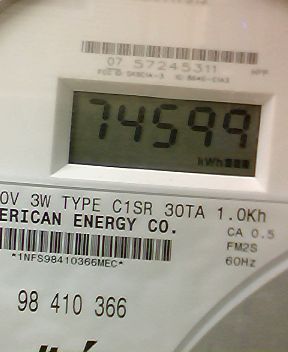 07 57245311
74599
kWh
0V 3W TYPE C1SR 30TA 1.0Kh
ERICAN ENERGY CO.
CA 0.5
FM2S
*1NFS98410366MEC*
60Hz
98 410 366